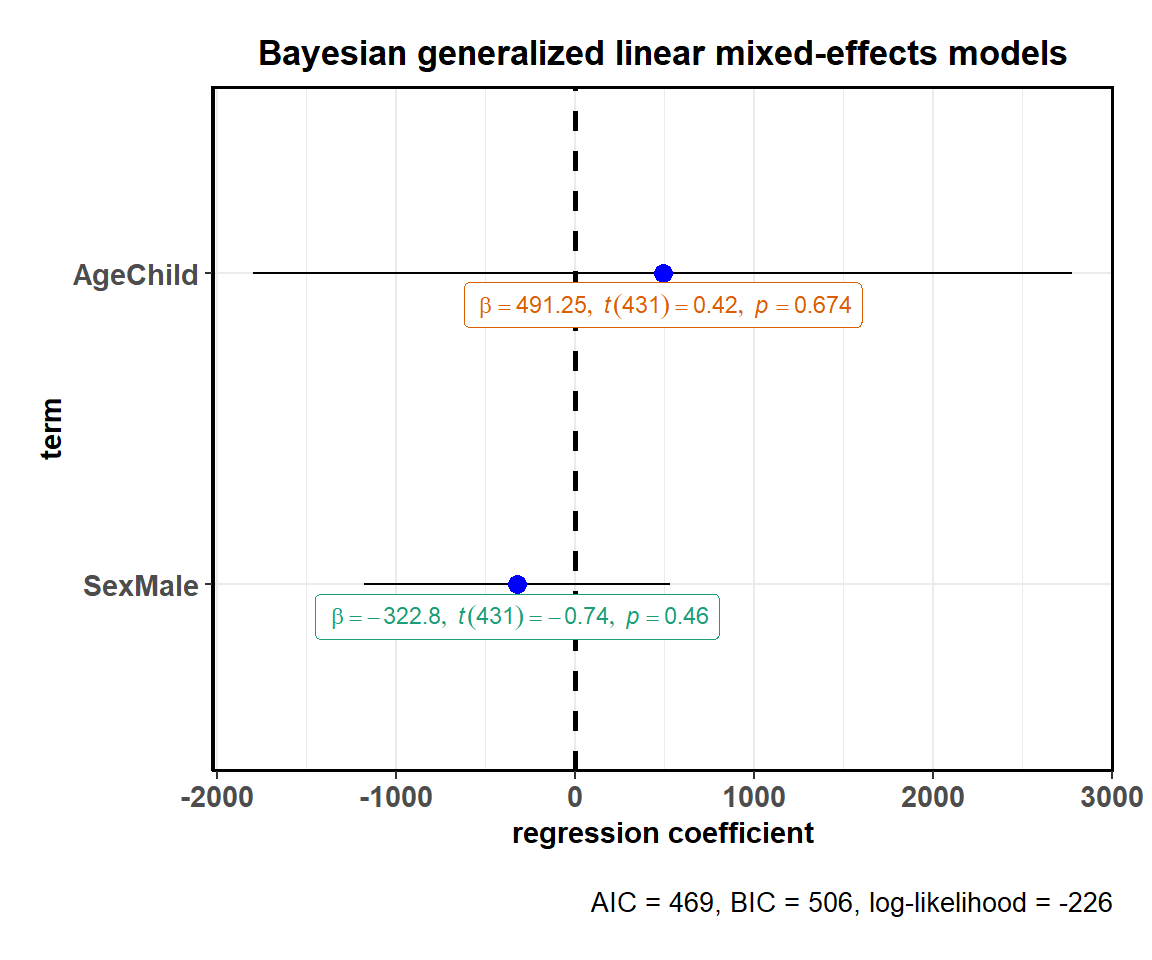 Bayesian generalized linear mixed-effects models
AgeChild
β = 491.25, t(431) = 0.42, p = 0.674
term
SexMale
β = −322.8, t(431) = −0.74, p = 0.46
-2000 -1000 0 1000 2000 3000
regression coefficient
AIC = 469, BIC = 506, log-likelihood = -226